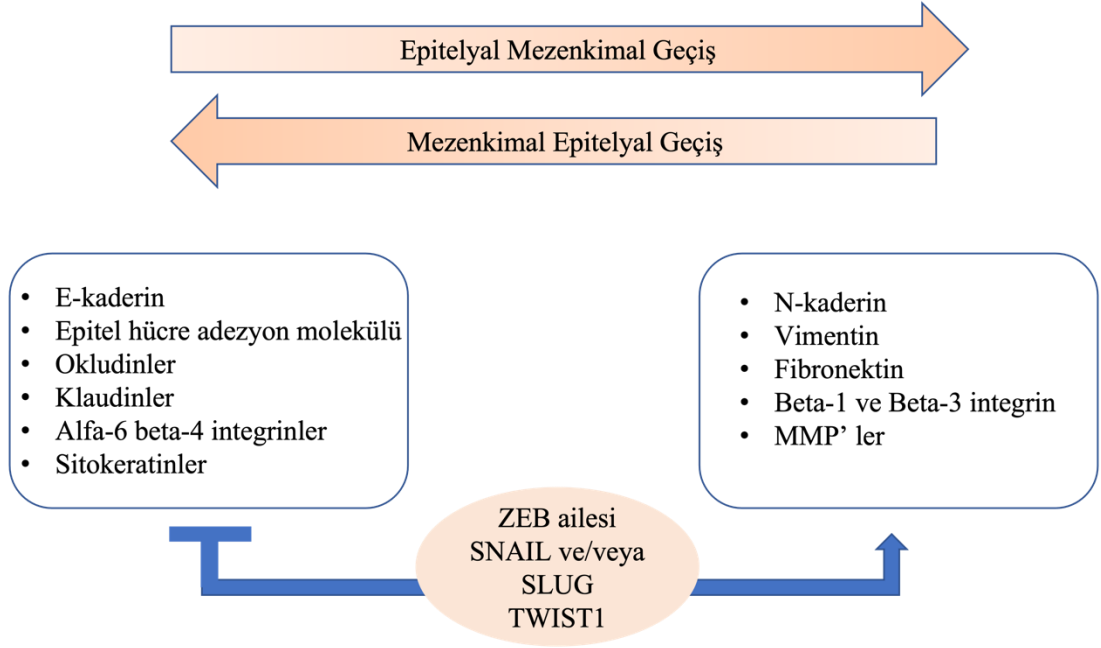 Epitelyal Mezenkimal Geçiş
Mezenkimal Epitelyal Geçiş
• E-kaderin
• Epitel hücre adezyon molekülü
• Okludinler
• Klaudinler
• Alfa-6 beta-4 integrinler
• Sitokeratinler
• N-kaderin
• Vimentin
• Fibronektin
• Beta-1 ve Beta-3 integrin
• MMP’ ler
ZEB ailesi
SNAIL ve/veya
SLUG
TWIST1